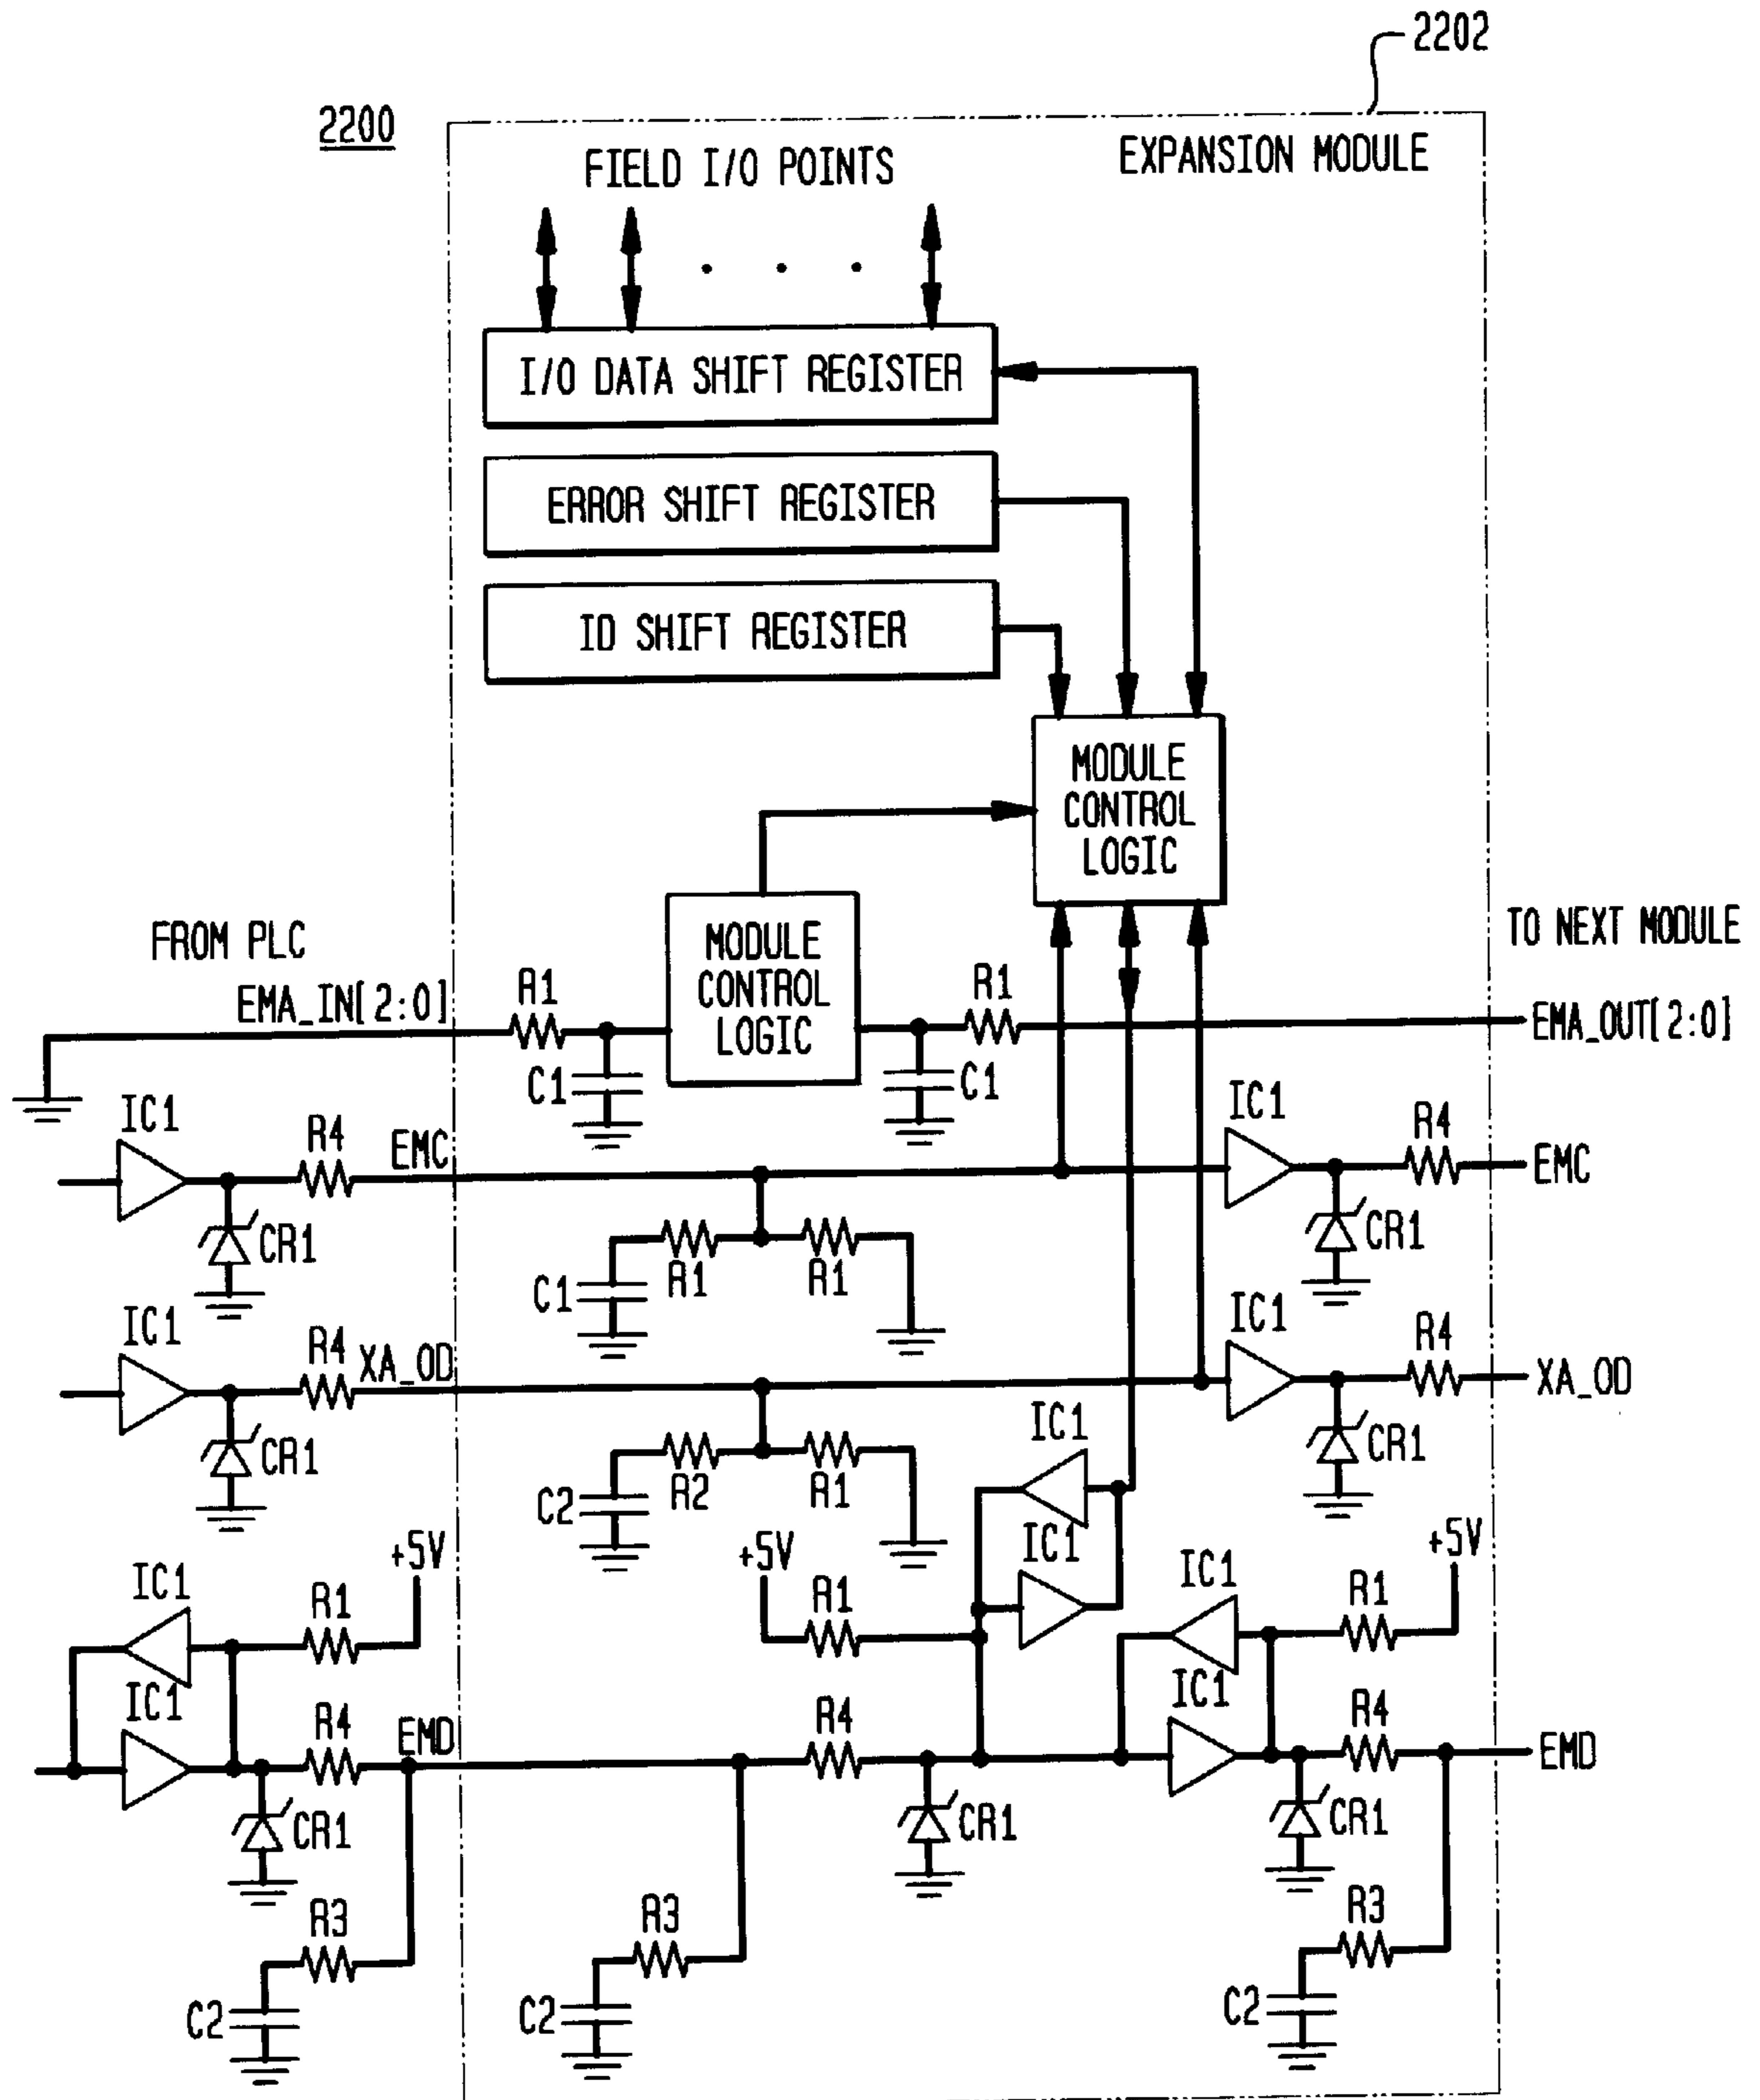 2202
2200
EXPANSION MODULE
FIELD I/O POINTS
. . .
I/O DATA SHIFT REGISTER
ERROR SHIFT REGISTER
ID SHIFT REGISTER
MODULE
CONTROL
LOGIC
FROM PLC
TO NEXT MODULE
MODULE
CONTROL
LOGIC
EMA_IN[2:0]
R1
R1
EMA_OUT[2:0]
C1
C1
IC1
R4
EMC
IC1
R4
EMC
CR1
R1
R1
C1
CR1
IC1
R4
XA_OD
IC1
R4
XA_OD
CR1
R2
R1
C2
IC1
CR1
+5V
+5V
IC1
+5V
IC1
R1
R1
IC1
R1
IC1
R4
EMD
R4
IC1
R4
EMD
CR1
CR1
CR1
R3
R3
R3
C2
C2
C2